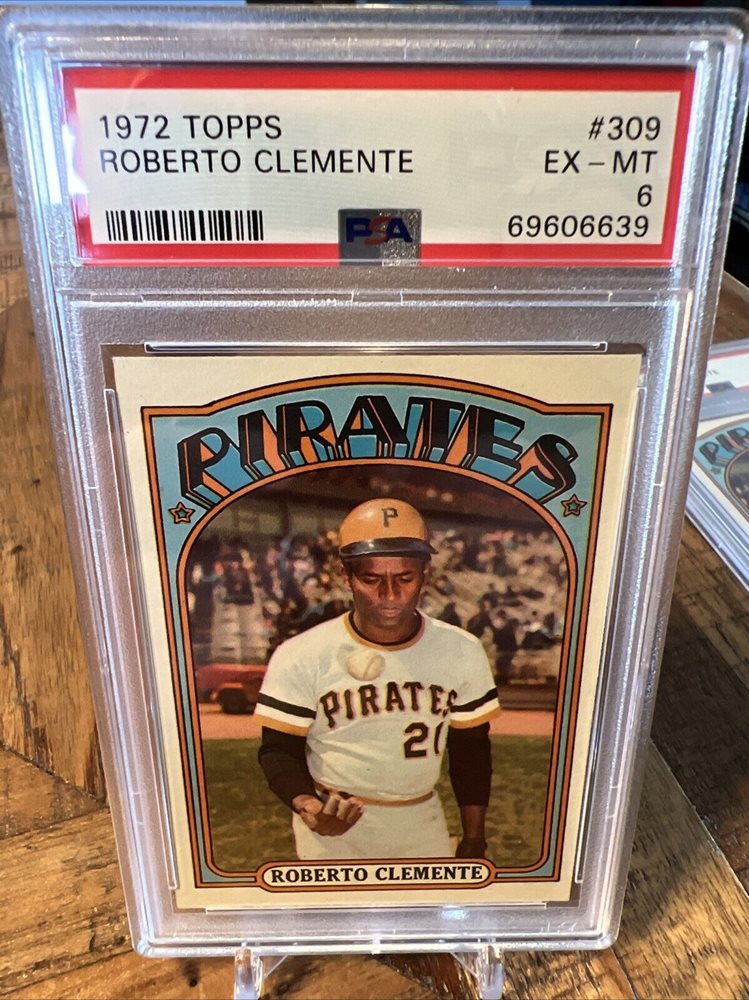 1972 TOPPS #309
ROBERTO CLEMENTE EX - MT
6
PSA 69606639
PIRATES
P
PIRATES
21
ROBERTO CLEMENTE